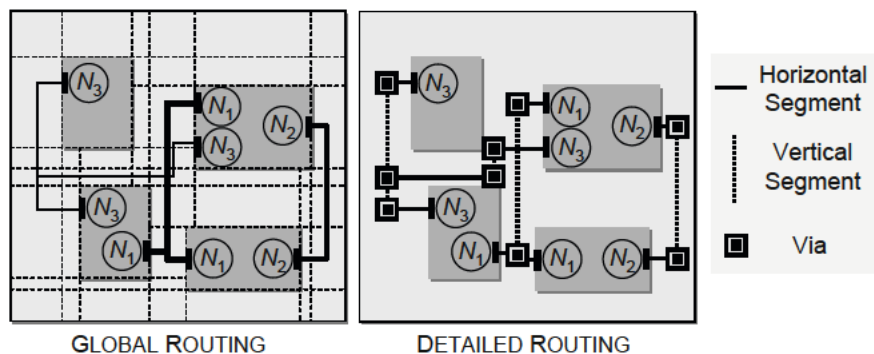 N3
N1
N2
N3
N3
N1
N1
N2
GLOBAL ROUTING
N3
N1
N2
N3
N3
N1
N1
N2
DETAILED ROUTING
Horizontal
Segment
Vertical
Segment
Via